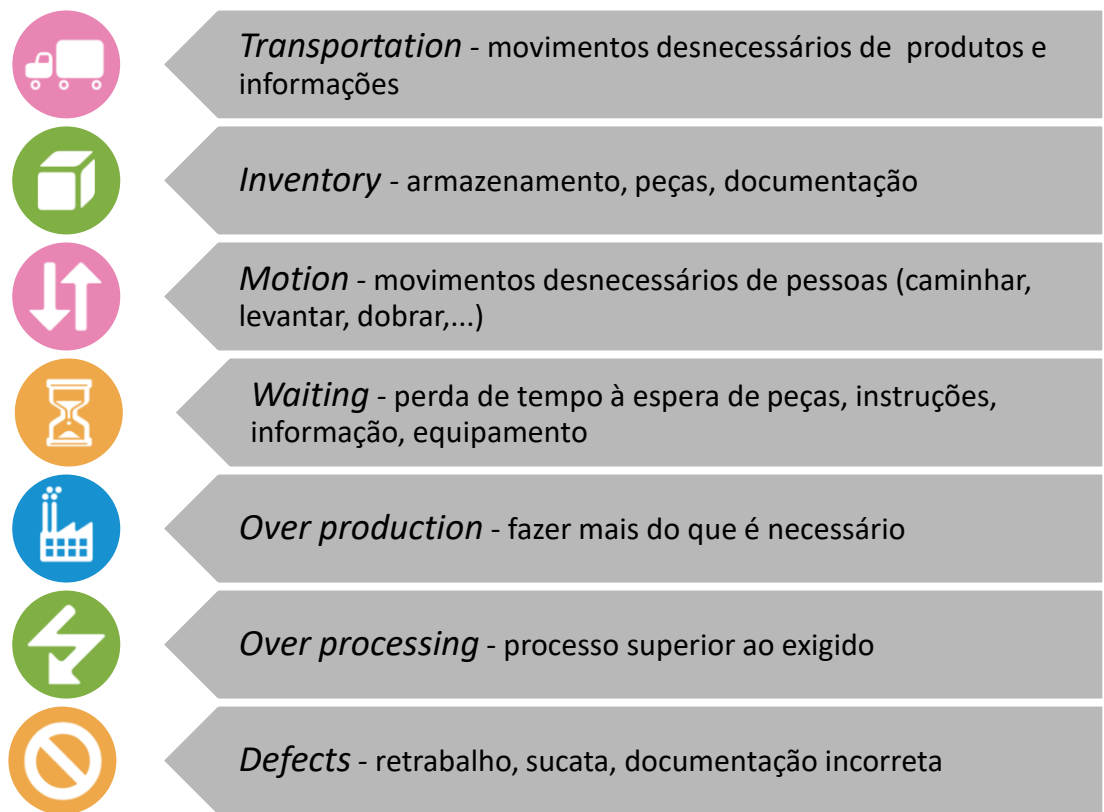 Transportation - movimentos desnecessários de produtos e
informações
Inventory - armazenamento, peças, documentação
Motion - movimentos desnecessários de pessoas (caminhar,
levantar, dobrar,...)
Waiting - perda de tempo à espera de peças, instruções,
informação, equipamento
Over production - fazer mais do que é necessário
Over processing - processo superior ao exigido
Defects - retrabalho, sucata, documentação incorreta